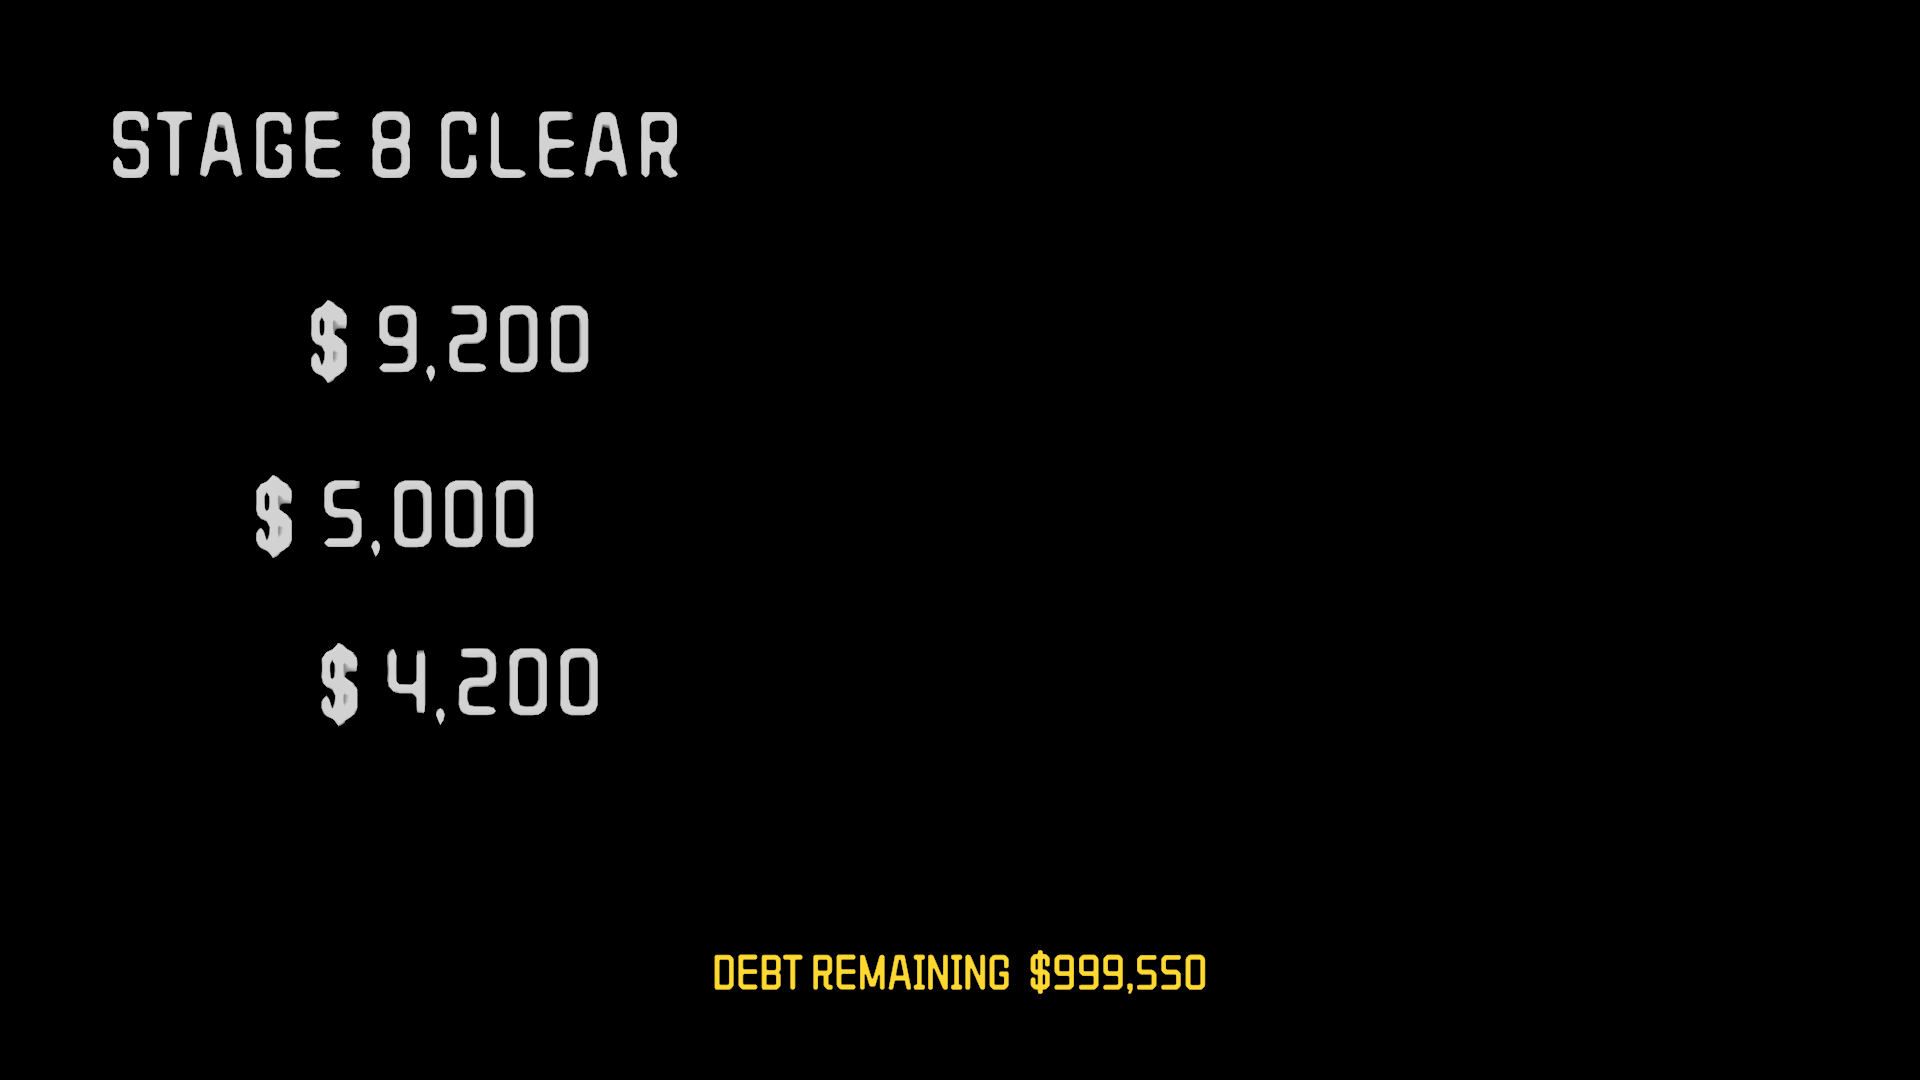 STAGE 8 CLEAR
$ 9,200
$ 5,000
$ 4,200
DEBT REMAINING $999,550